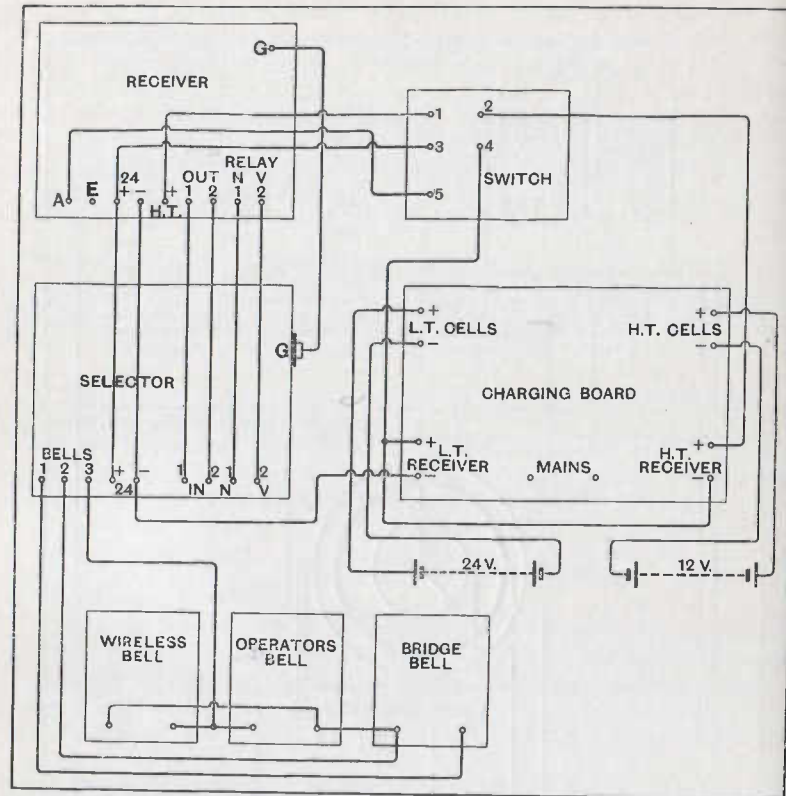 G
RECEIVER
1 2
3 4
5
SWITCH
RELAY
24 OUT N V
A E + - + 1 2 1 2
H.T.
+
L.T. CELLS
-
+
H.T. CELLS
-
G
SELECTOR
CHARGING BOARD
BELLS
1 2 3 + - 1 2 1 2
24 IN N V
+ L.T.
RECEIVER
-
MAINS
H.T. +
RECEIVER -
24 V.
12 V.
WIRELESS
BELL
OPERATORS
BELL
BRIDGE
BELL